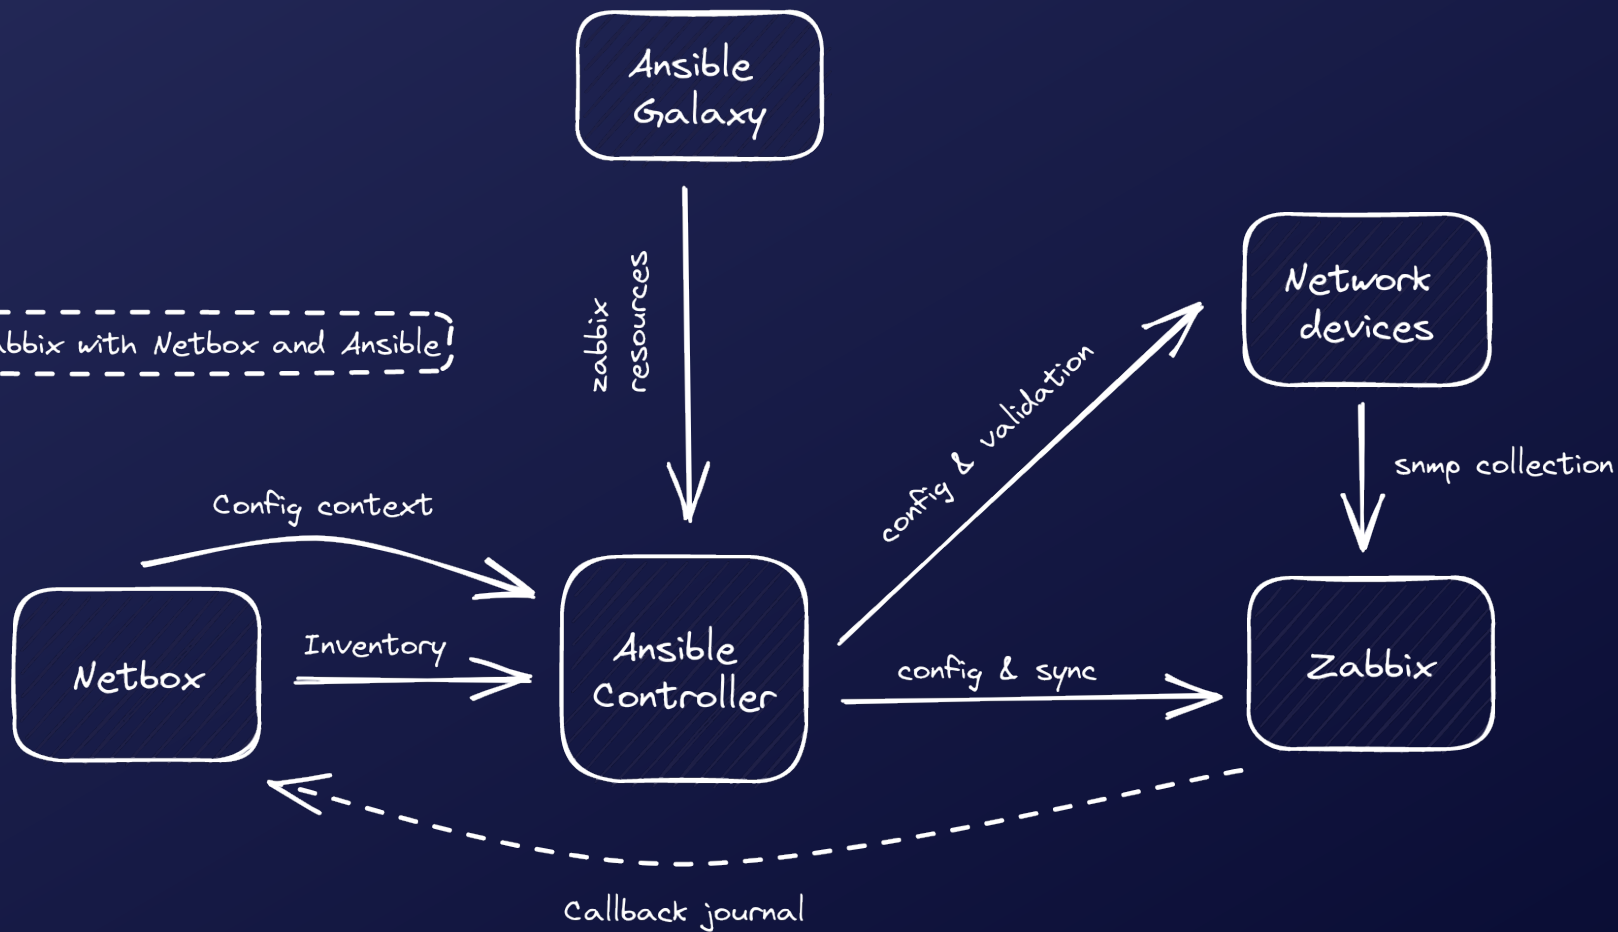 Ansible
Galaxy
zabbix
resources
Network
devices
abbix with Netbox and Ansible
config & validation
snmp collection
Config context
Inventory
Netbox
Ansible
Controller
config & sync
Zabbix
Callback journal